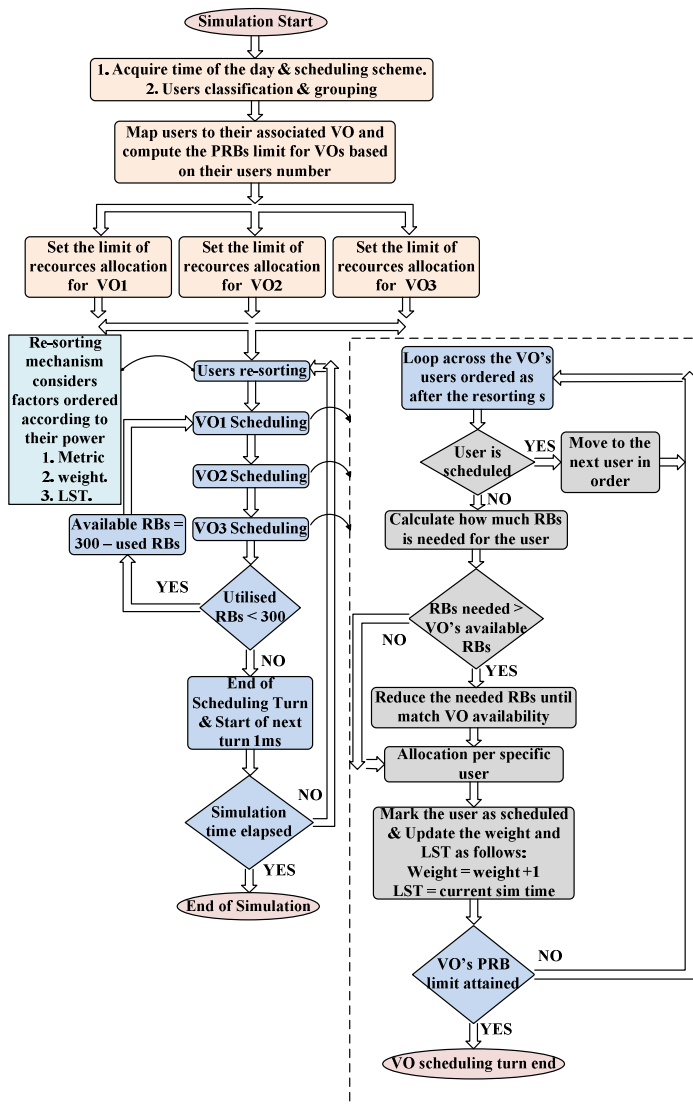 Simulation Start
1. Acquire time of the day & scheduling scheme.
2. Users classification & grouping
Map users to their associated VO and
compute the PRBs limit for VOs based
on their users number
Set the limit of
recources allocation
for VO1
Set the limit of
recources allocation
for VO2
Set the limit of
recources allocation
for VO3
Re-sorting
mechanism
considers
factors ordered
according to
their power
1. Metric
2. weight.
3. LST.
Users re-sorting
VO1 Scheduling
VO2 Scheduling
VO3 Scheduling
Available RBs =
300 – used RBs
YES
Utilised
RBs < 300
NO
End of
Scheduling Turn
& Start of next
turn 1ms
NO
Simulation
time elapsed
YES
End of Simulation
Loop across the VO's
users ordered as
after the resorting s
User is
scheduled
YES
Move to the
next user in
order
NO
Calculate how much RBs
is needed for the user
RBs needed >
VO's available
RBs
NO
YES
Reduce the needed RBs until
match VO availability
Allocation per specific
user
Mark the user as scheduled
& Update the weight and
LST as follows:
Weight = weight +1
LST = current sim time
VO's PRB
limit attained
NO
YES
VO scheduling turn end